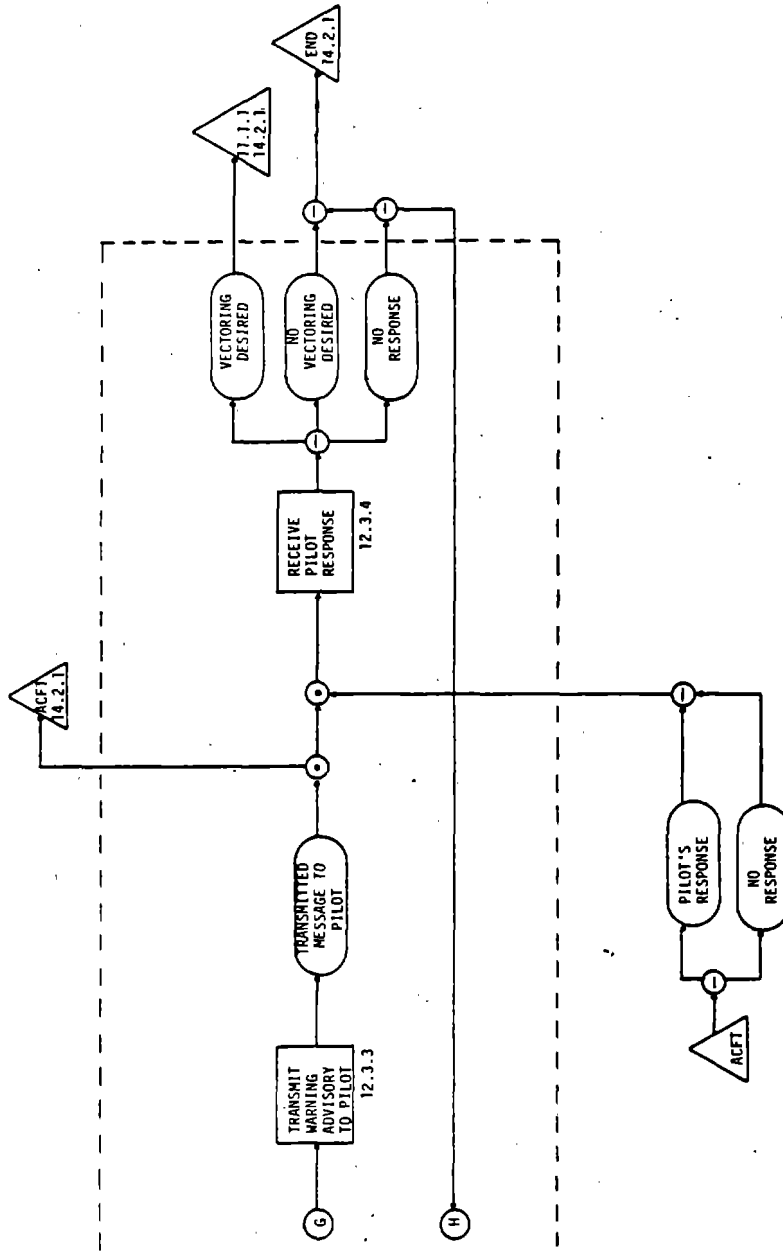 ACFT
14.2.1
11.1.1
14.2.1
END
14.2.1
G
TRANSMIT
WARNING
ADVISORY
TO PILOT
12.3.3
TRANSMITTED
MESSAGE TO
PILOT
RECEIVE
PILOT
RESPONSE
12.3.4
VECTORING
DESIRED
NO
VECTORING
DESIRED
NO
RESPONSE
H
ACFT
PILOT'S
RESPONSE
NO
RESPONSE